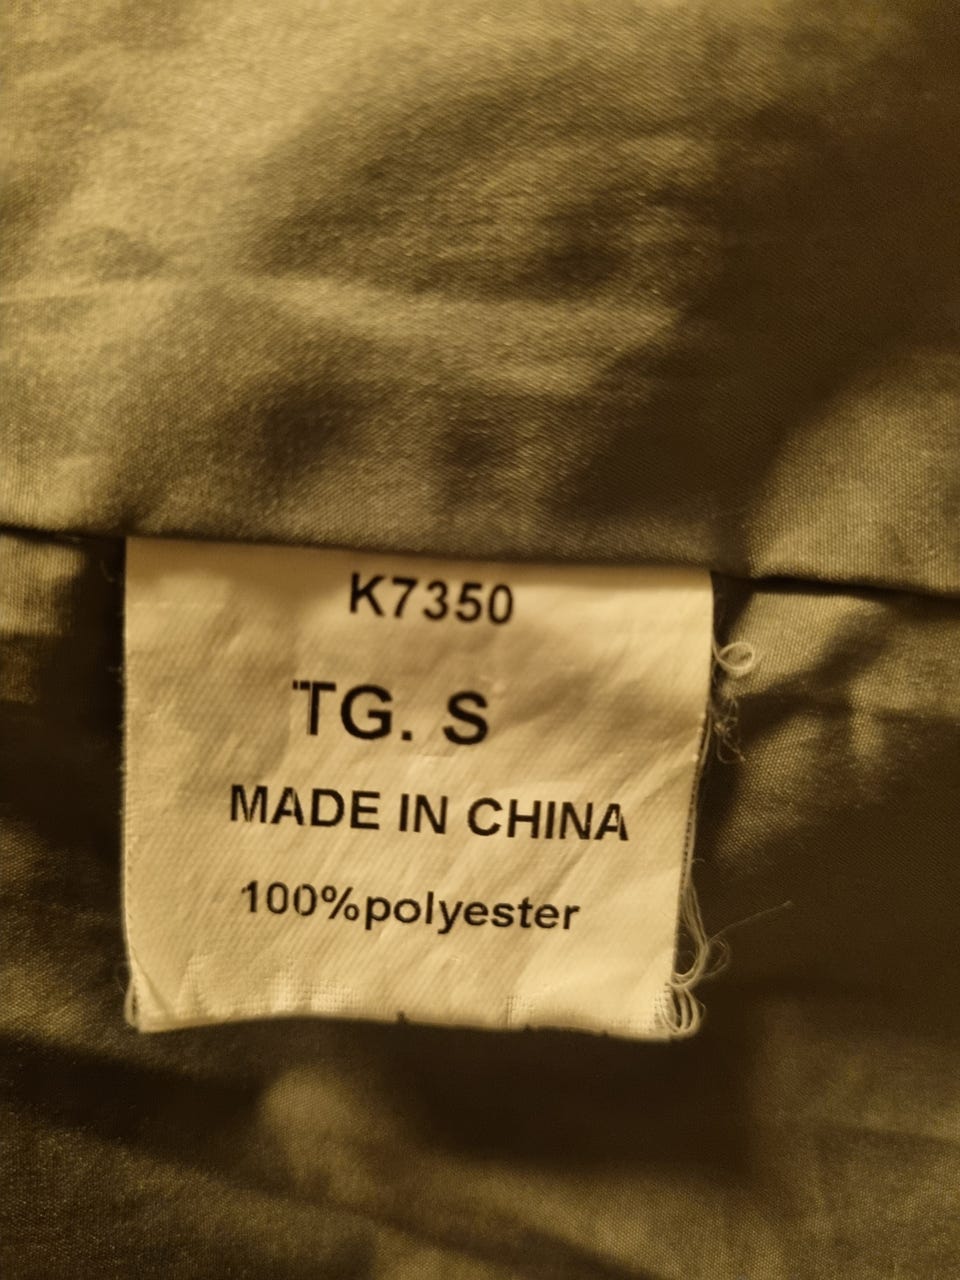 K7350
TG. S
MADE IN CHINA
100%polyester